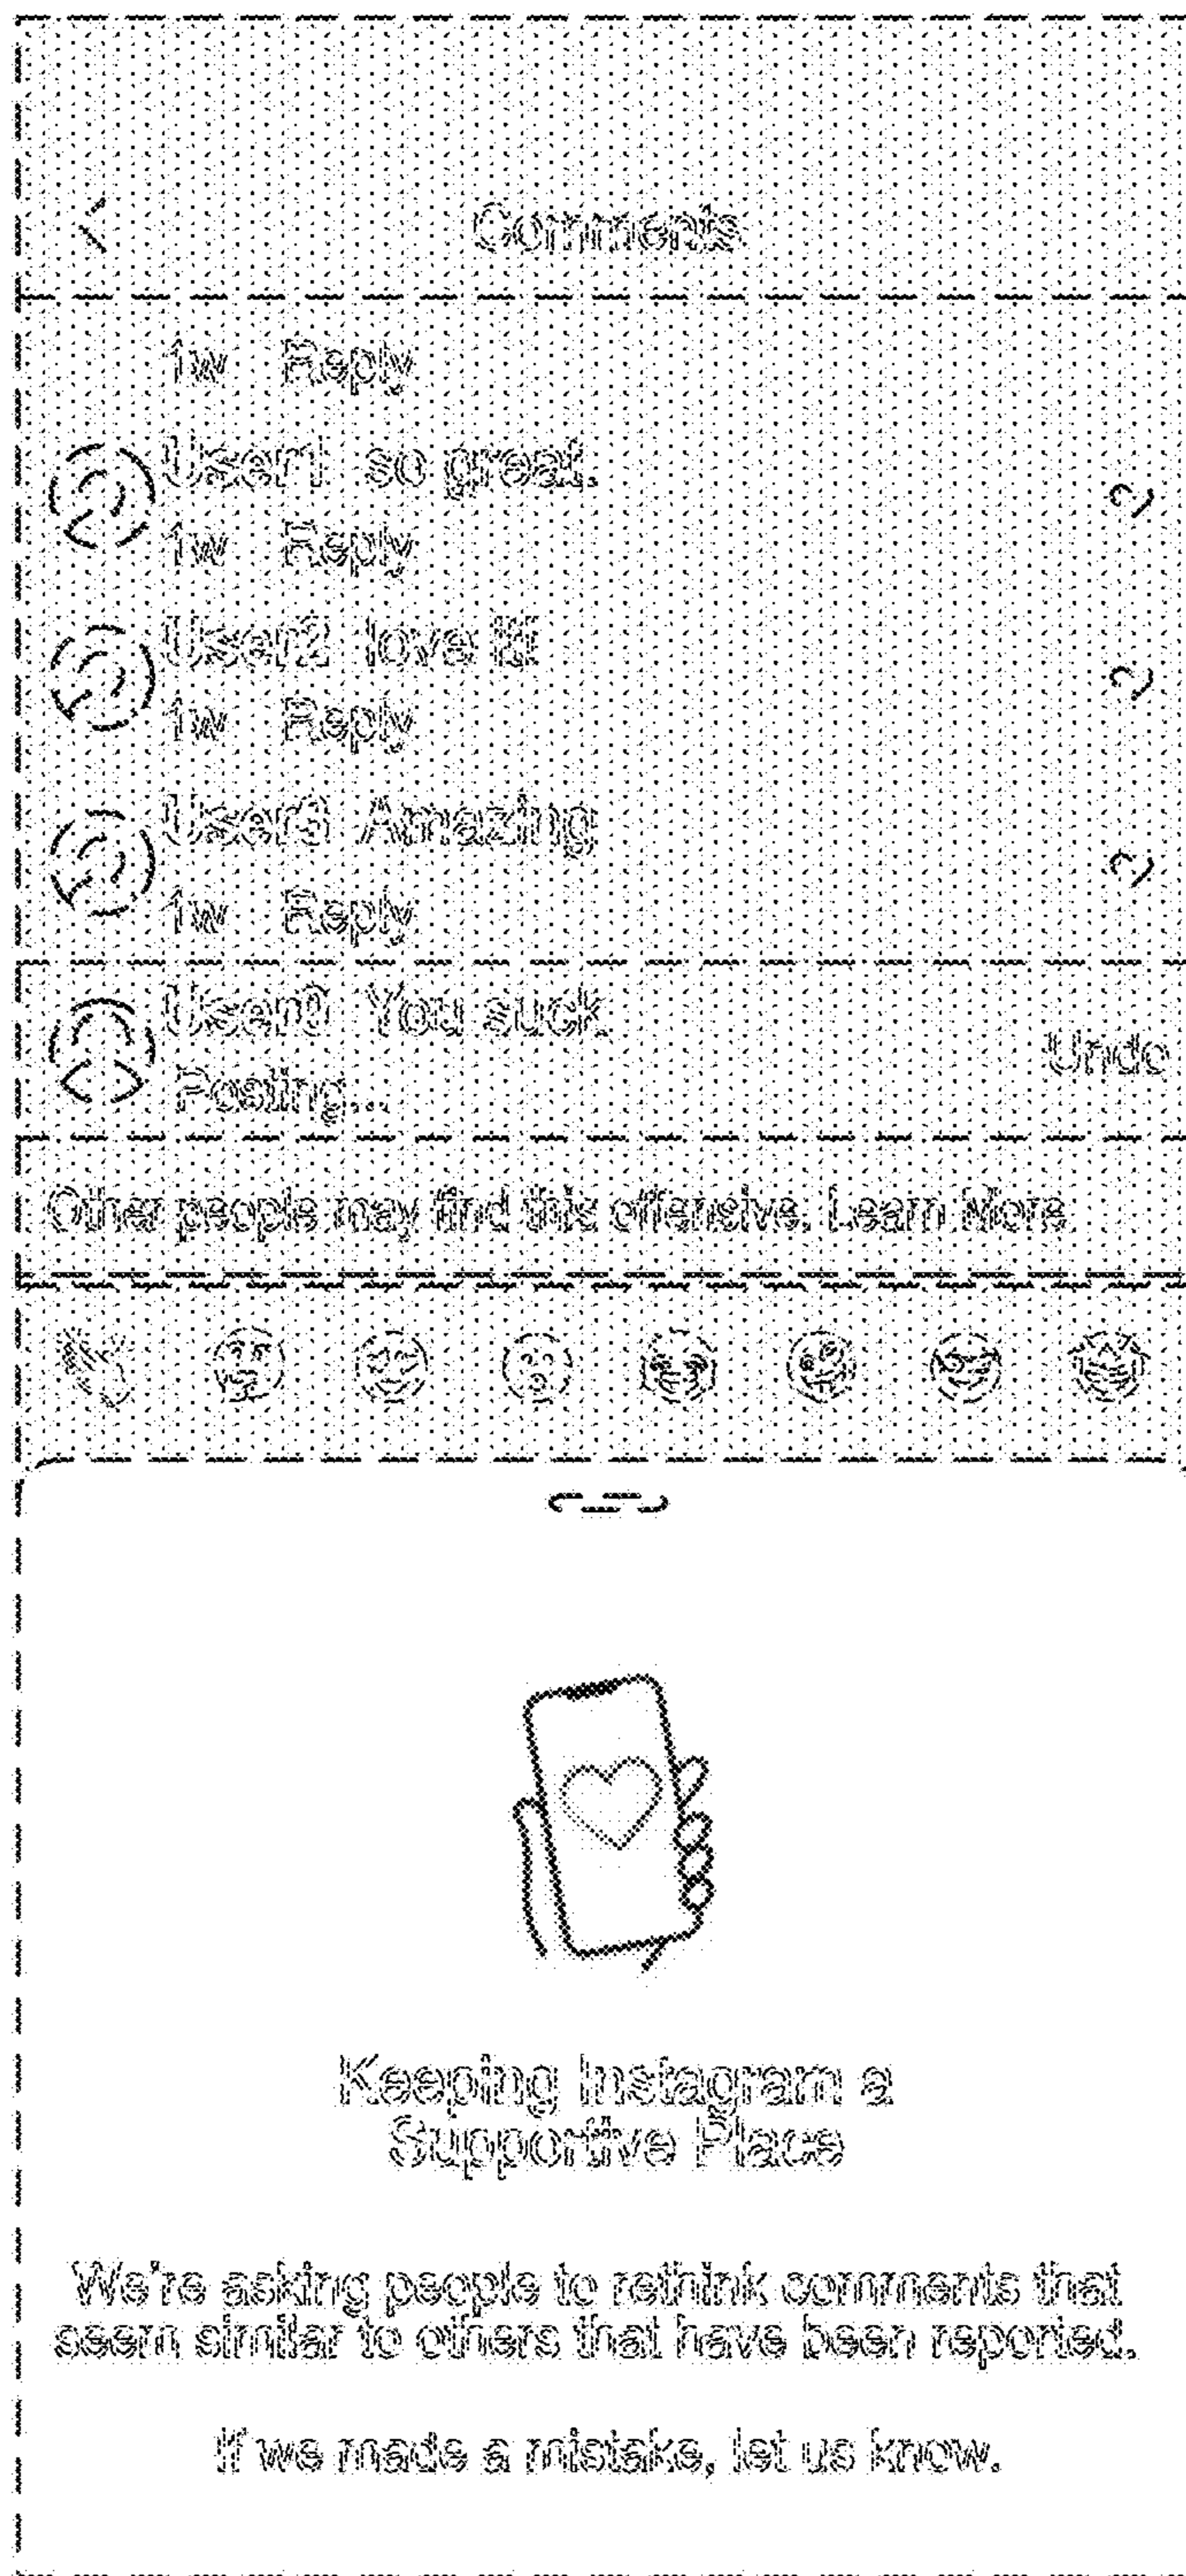 Comments
1w Reply
User1 so great.
1w Reply
User2 love it!
1w Reply
User3 Amazing
1w Reply
User0 You suck.
Undo
Posting...
Other people may find this offensive. Learn More
Keeping Instagram a
Supportive Place
We're asking people to rethink comments that
seem similar to others that have been reported.
If we made a mistake, let us know.